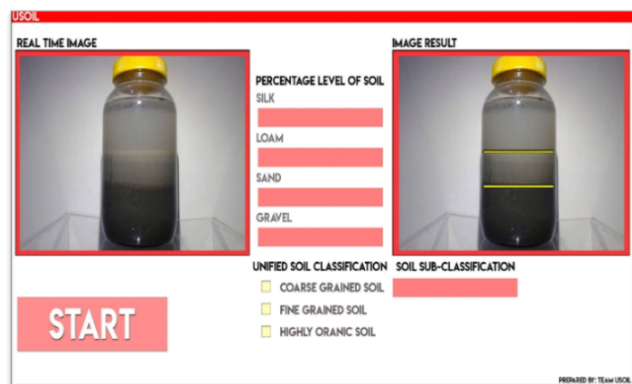 USOIL
REAL TIME IMAGE
IMAGE RESULT
PERCENTAGE LEVEL OF SOIL
SILK
LOAM
SAND
GRAVEL
UNIFIED SOIL CLASSIFICATION
SOIL SUB-CLASSIFICATION
COARSE GRAINED SOIL
FINE GRAINED SOIL
HIGHLY ORANIC SOIL
START
PREPARED BY: TEAM USOIL